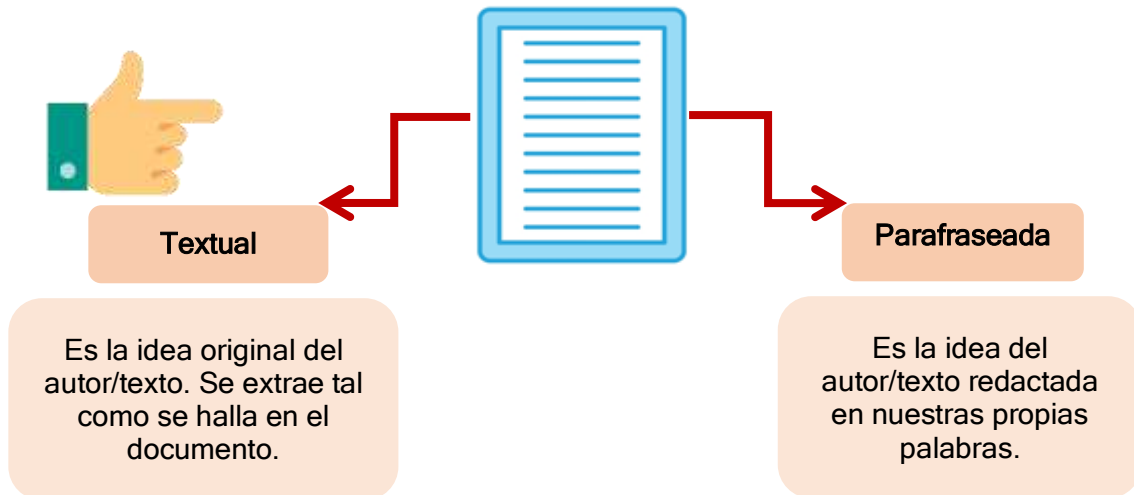 Textual
Es la idea original del
autor/texto. Se extrae tal
como se halla en el
documento.
Parafraseada
Es la idea del
autor/texto redactada
en nuestras propias
palabras.